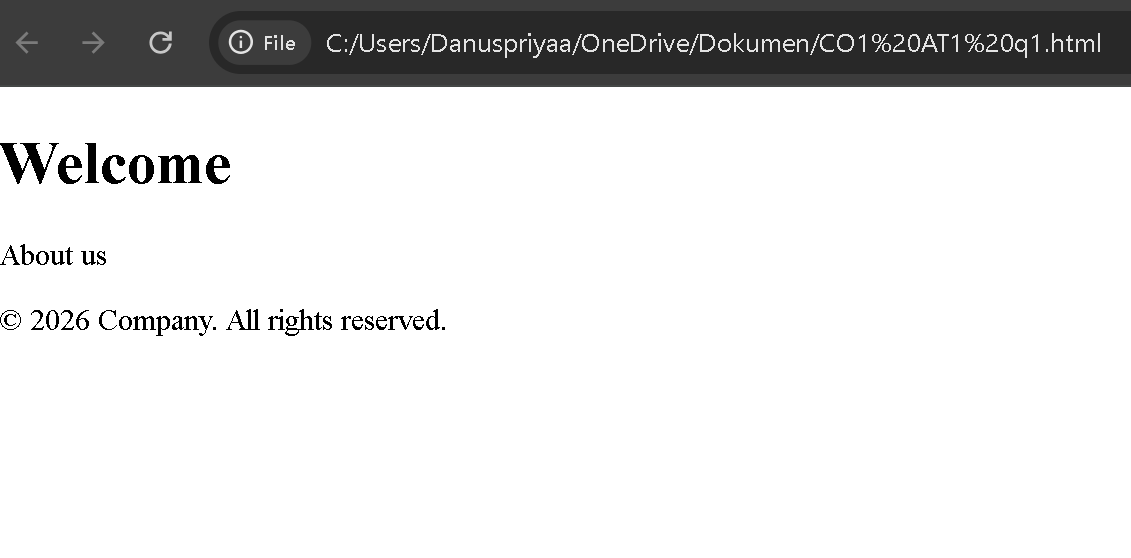 File C:/Users/Danuspriyaa/OneDrive/Dokumen/CO1%20AT1%20q1.html
Welcome
About us
© 2026 Company. All rights reserved.